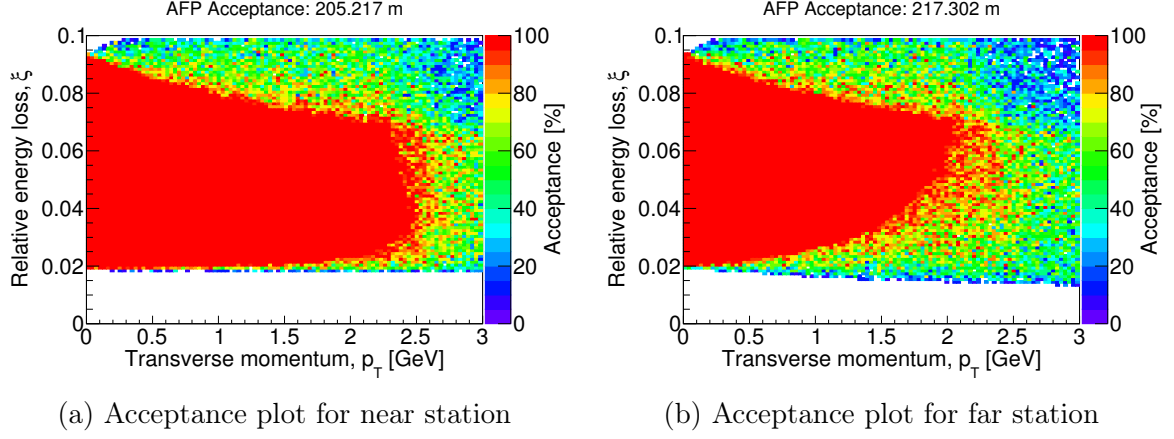 AFP Acceptance: 205.217 m
Relative energy loss, ξ
0.1
0.08
0.06
0.04
0.02
0
0 0.5 1 1.5 2 2.5 3
Transverse momentum, p_T [GeV]
100
80
60
40
20
0
Acceptance [%]
(a) Acceptance plot for near station
AFP Acceptance: 217.302 m
Relative energy loss, ξ
0.1
0.08
0.06
0.04
0.02
0
0 0.5 1 1.5 2 2.5 3
Transverse momentum, p_T [GeV]
100
80
60
40
20
0
Acceptance [%]
(b) Acceptance plot for far station